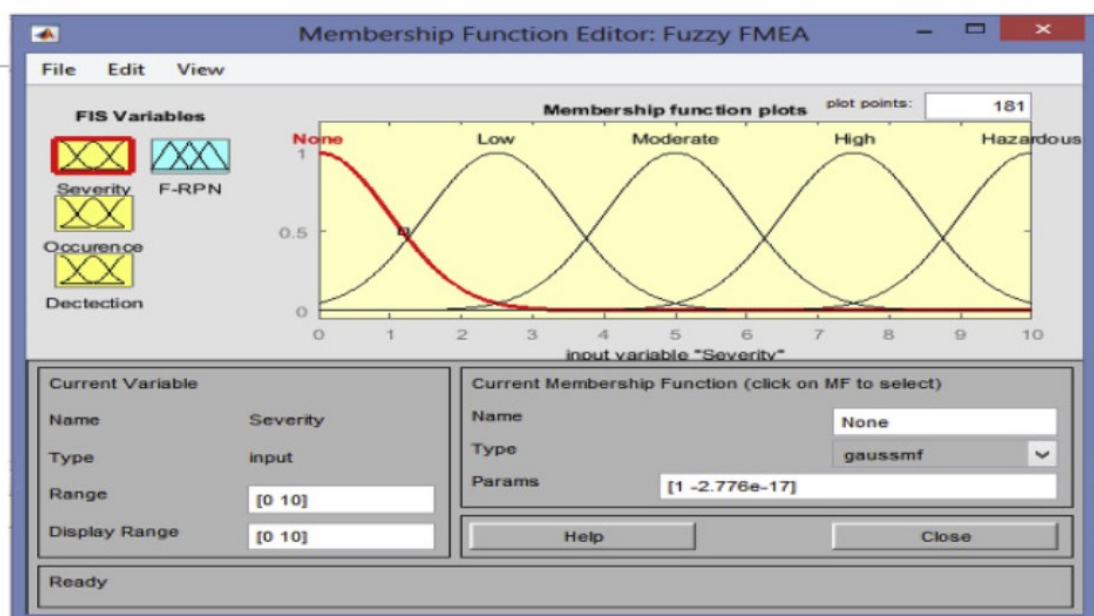 Membership Function Editor: Fuzzy FMEA
File Edit View
FIS Variables
Severity F-RPN
Occurence
Dectection
Membership function plots plot points: 181
None Low Moderate High Hazardous
1
0.5
0
0 1 2 3 4 5 6 7 8 9 10
input variable "Severity"
Current Variable
Name Severity
Type input
Range [0 10]
Display Range [0 10]
Current Membership Function (click on MF to select)
Name None
Type gaussmf
Params [1 -2.776e-17]
Help Close
Ready